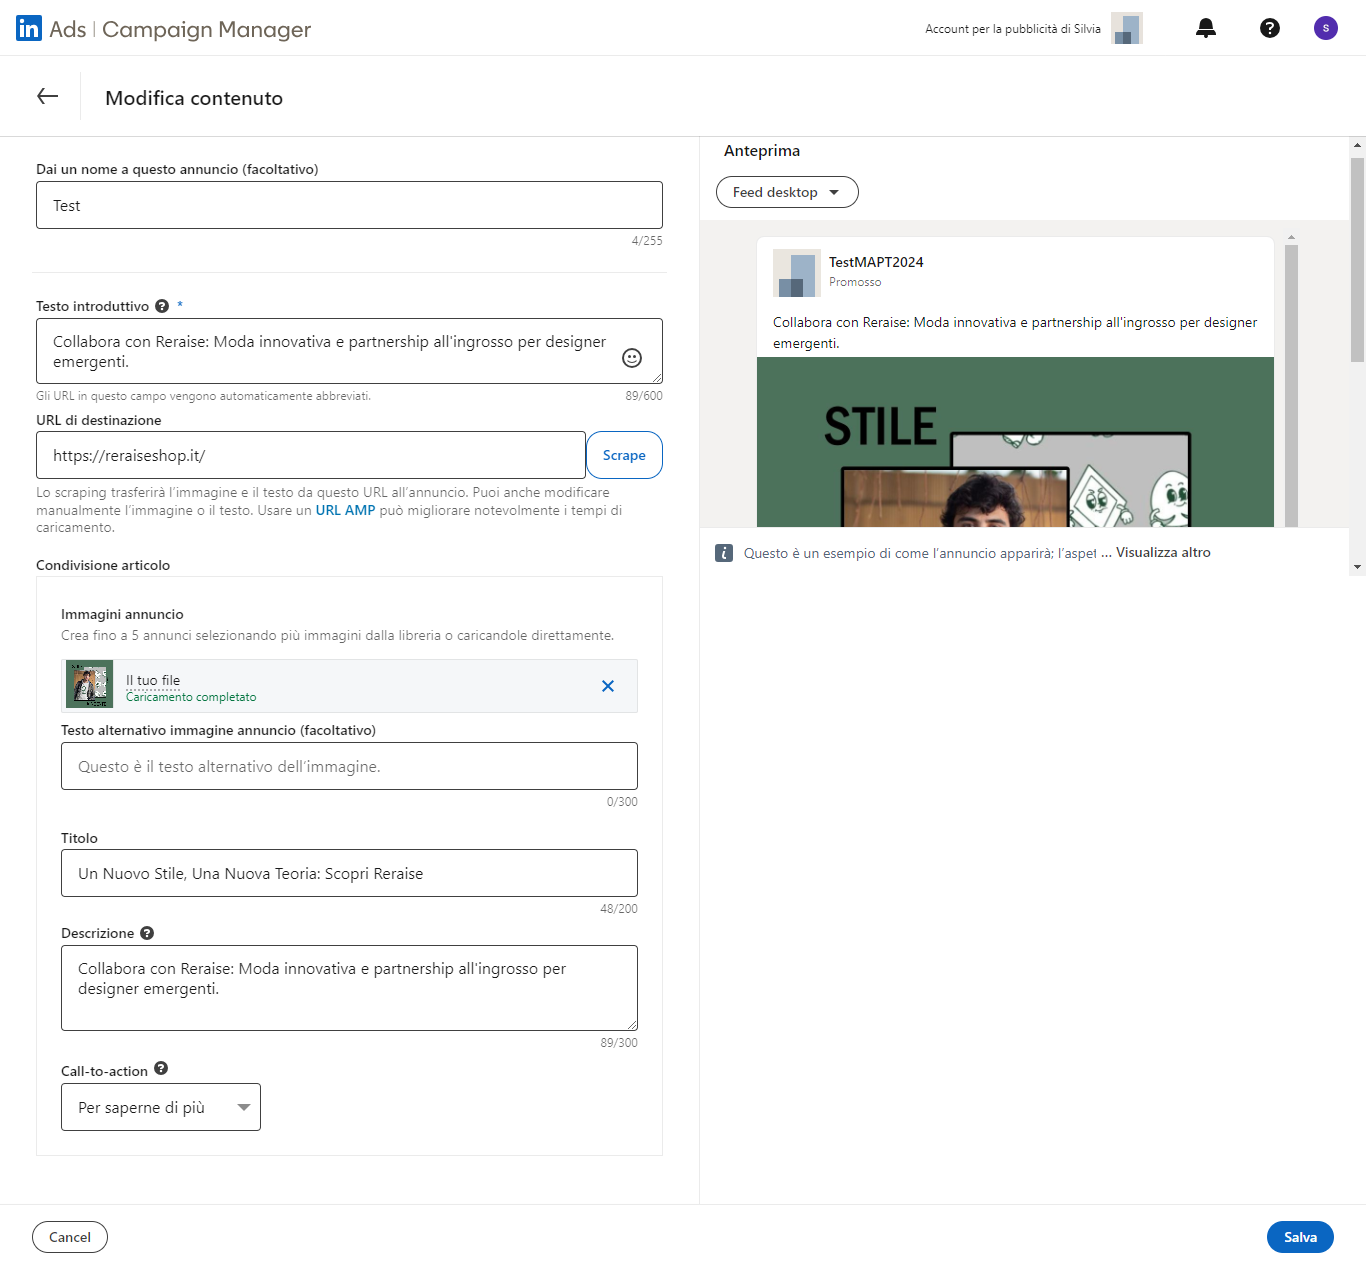 in Ads | Campaign Manager
Account per la pubblicità di Silvia
S
Modifica contenuto
Dai un nome a questo annuncio (facoltativo)
Test
4/255
Testo introduttivo *
Collabora con Reraise: Moda innovativa e partnership all'ingrosso per designer
emergenti.
Gli URL in questo campo vengono automaticamente abbreviati.
89/600
URL di destinazione
https://reraiseshop.it/
Scrape
Lo scraping trasferirà l’immagine e il testo da questo URL all’annuncio. Puoi anche modificare
manualmente l’immagine o il testo. Usare un URL AMP può migliorare notevolmente i tempi di
caricamento.
Condivisione articolo
Immagini annuncio
Crea fino a 5 annunci selezionando più immagini dalla libreria o caricandole direttamente.
Il tuo file
Caricamento completato
Testo alternativo immagine annuncio (facoltativo)
Questo è il testo alternativo dell’immagine.
0/300
Titolo
Un Nuovo Stile, Una Nuova Teoria: Scopri Reraise
48/200
Descrizione
Collabora con Reraise: Moda innovativa e partnership all'ingrosso per
designer emergenti.
89/300
Call-to-action
Per saperne di più
Anteprima
Feed desktop
TestMAPT2024
Promosso
Collabora con Reraise: Moda innovativa e partnership all'ingrosso per designer
emergenti.
STILE
Questo è un esempio di come l’annuncio apparirà; l’aspet ... Visualizza altro
Cancel
Salva